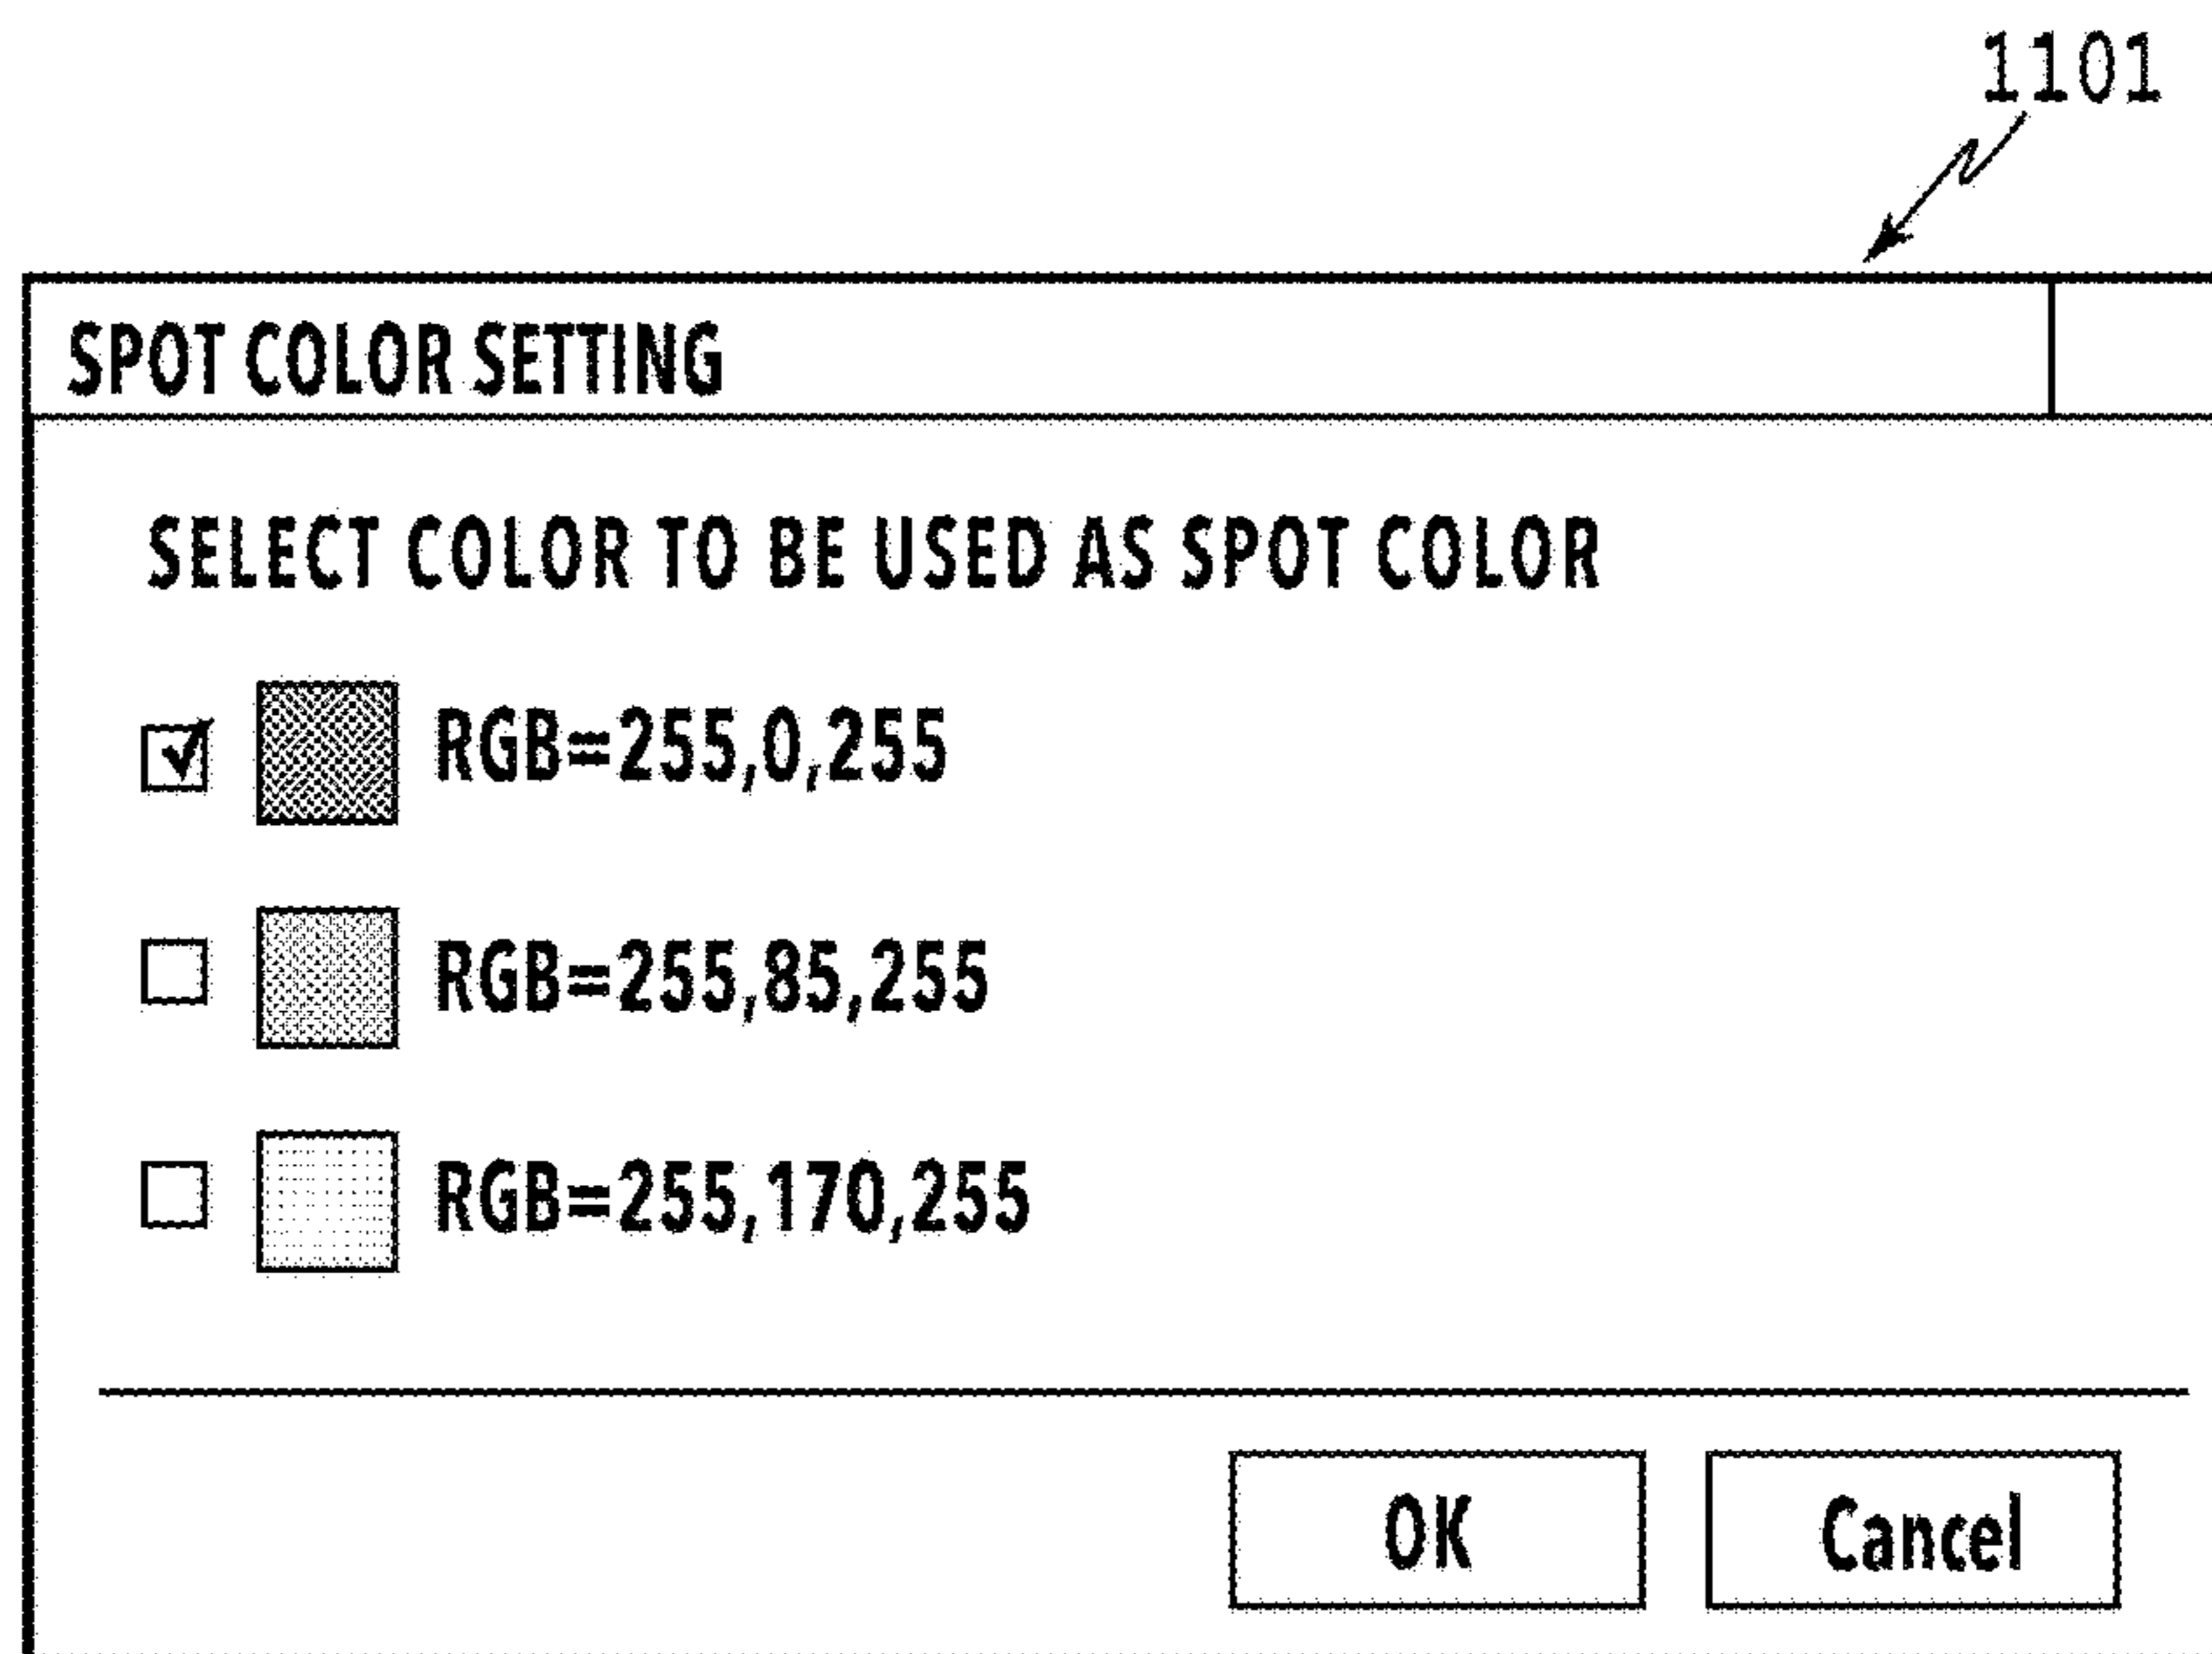 1101
SPOT COLOR SETTING
SELECT COLOR TO BE USED AS SPOT COLOR
RGB=255,0,255
RGB=255,85,255
RGB=255,170,255
OK Cancel